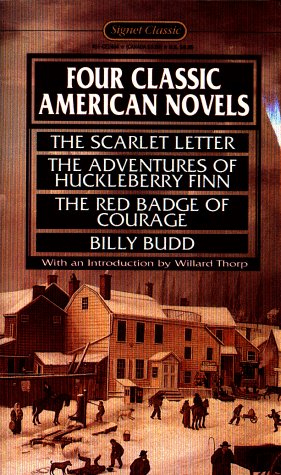 Signet Classic
FOUR CLASSIC
AMERICAN NOVELS
THE SCARLET LETTER
THE ADVENTURES OF
HUCKLEBERRY FINN
THE RED BADGE OF
COURAGE
BILLY BUDD
With an Introduction by Willard Thorp